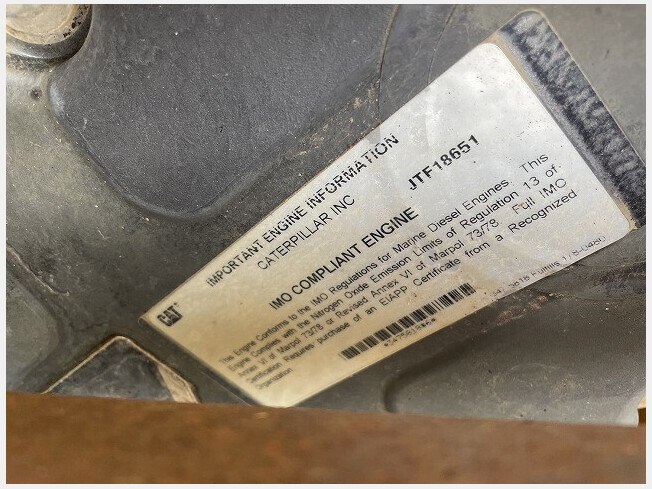 CAT
IMPORTANT ENGINE INFORMATION
CATERPILLAR INC
JTF18651
IMO COMPLIANT ENGINE
This Engine Conforms to the IMO Regulations for Marine Diesel Engines. This
Engine Complies with the Nitrogen Oxide Emission Limits of Regulation 13 of
Annex VI of Marpol 73/78 or Revised Annex VI of Marpol 73/78. Full IMO
Certification Requires purchase of an EIAPP Certificate from a Recognized
Organization.